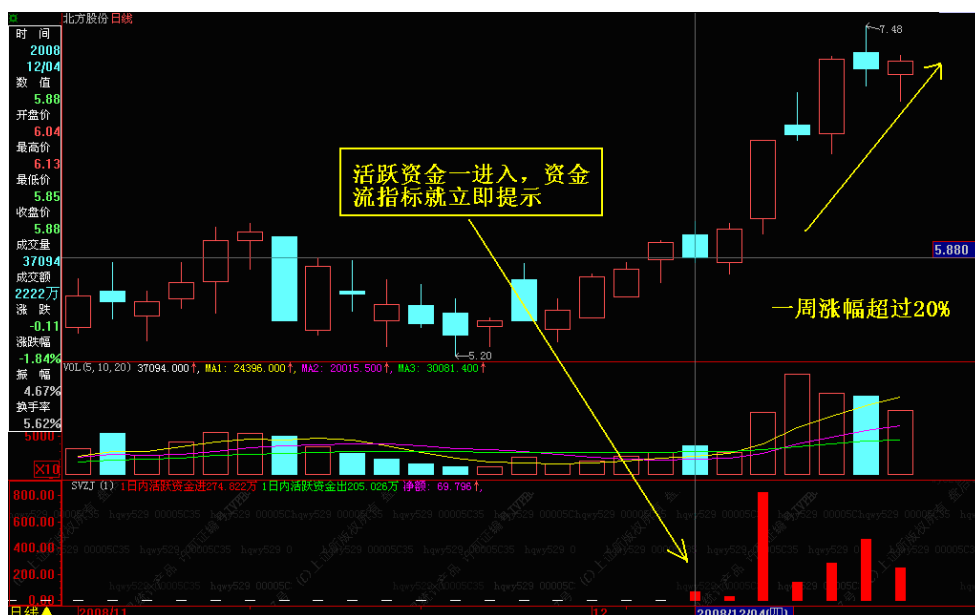 北方股份日线
时 间
2008
12/04
数 值
5.88
开盘价
6.04
最高价
6.13
最低价
5.85
收盘价
5.88
成交量
37094
成交额
2222万
涨 跌
-0.11
涨跌幅
-1.84%
振 幅
4.67%
换手率
5.62%
7.48
活跃资金一进入，资金
流指标就立即提示
5.880
一周涨幅超过20%
5.20
VOL(5,10,20) 37094.000↑, MA1: 24396.000↑, MA2: 20015.500↑, MA3: 30081.400↑
5000
X10
SVZJ(1) 1日内活跃资金进274.822万 1日内活跃资金出205.026万 净额: 69.796↑,
800.00
600.00
400.00
200.00
0.00
日线 2008/11 12 2008/12/04(四)